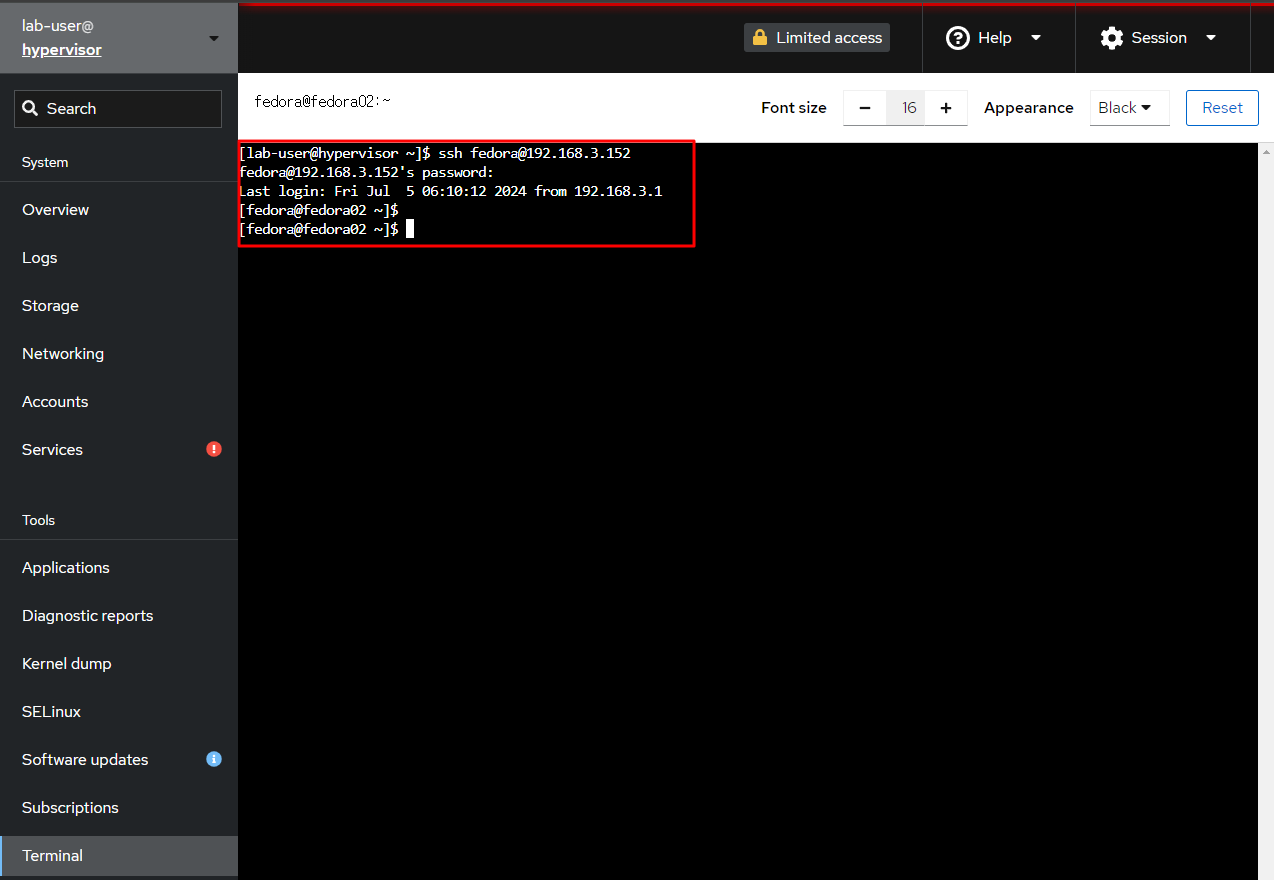 lab-user@
hypervisor
Limited access
Help
Session
Search
fedora@fedora02:~
Font size
16
Appearance
Black
Reset
System
Overview
Logs
Storage
Networking
Accounts
Services
Tools
Applications
Diagnostic reports
Kernel dump
SELinux
Software updates
Subscriptions
Terminal
[lab-user@hypervisor ~]$ ssh fedora@192.168.3.152
fedora@192.168.3.152's password:
Last login: Fri Jul  5 06:10:12 2024 from 192.168.3.1
[fedora@fedora02 ~]$
[fedora@fedora02 ~]$